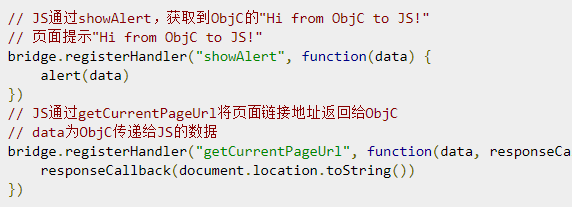 // JS通过showAlert，获取到ObjC的"Hi from ObjC to JS!"
// 页面提示"Hi from ObjC to JS!"
bridge.registerHandler("showAlert", function(data) {
    alert(data)
})
// JS通过getCurrentPageUrl将页面链接地址返回给ObjC
// data为ObjC传递给JS的数据
bridge.registerHandler("getCurrentPageUrl", function(data, responseCa
    responseCallback(document.location.toString())
})